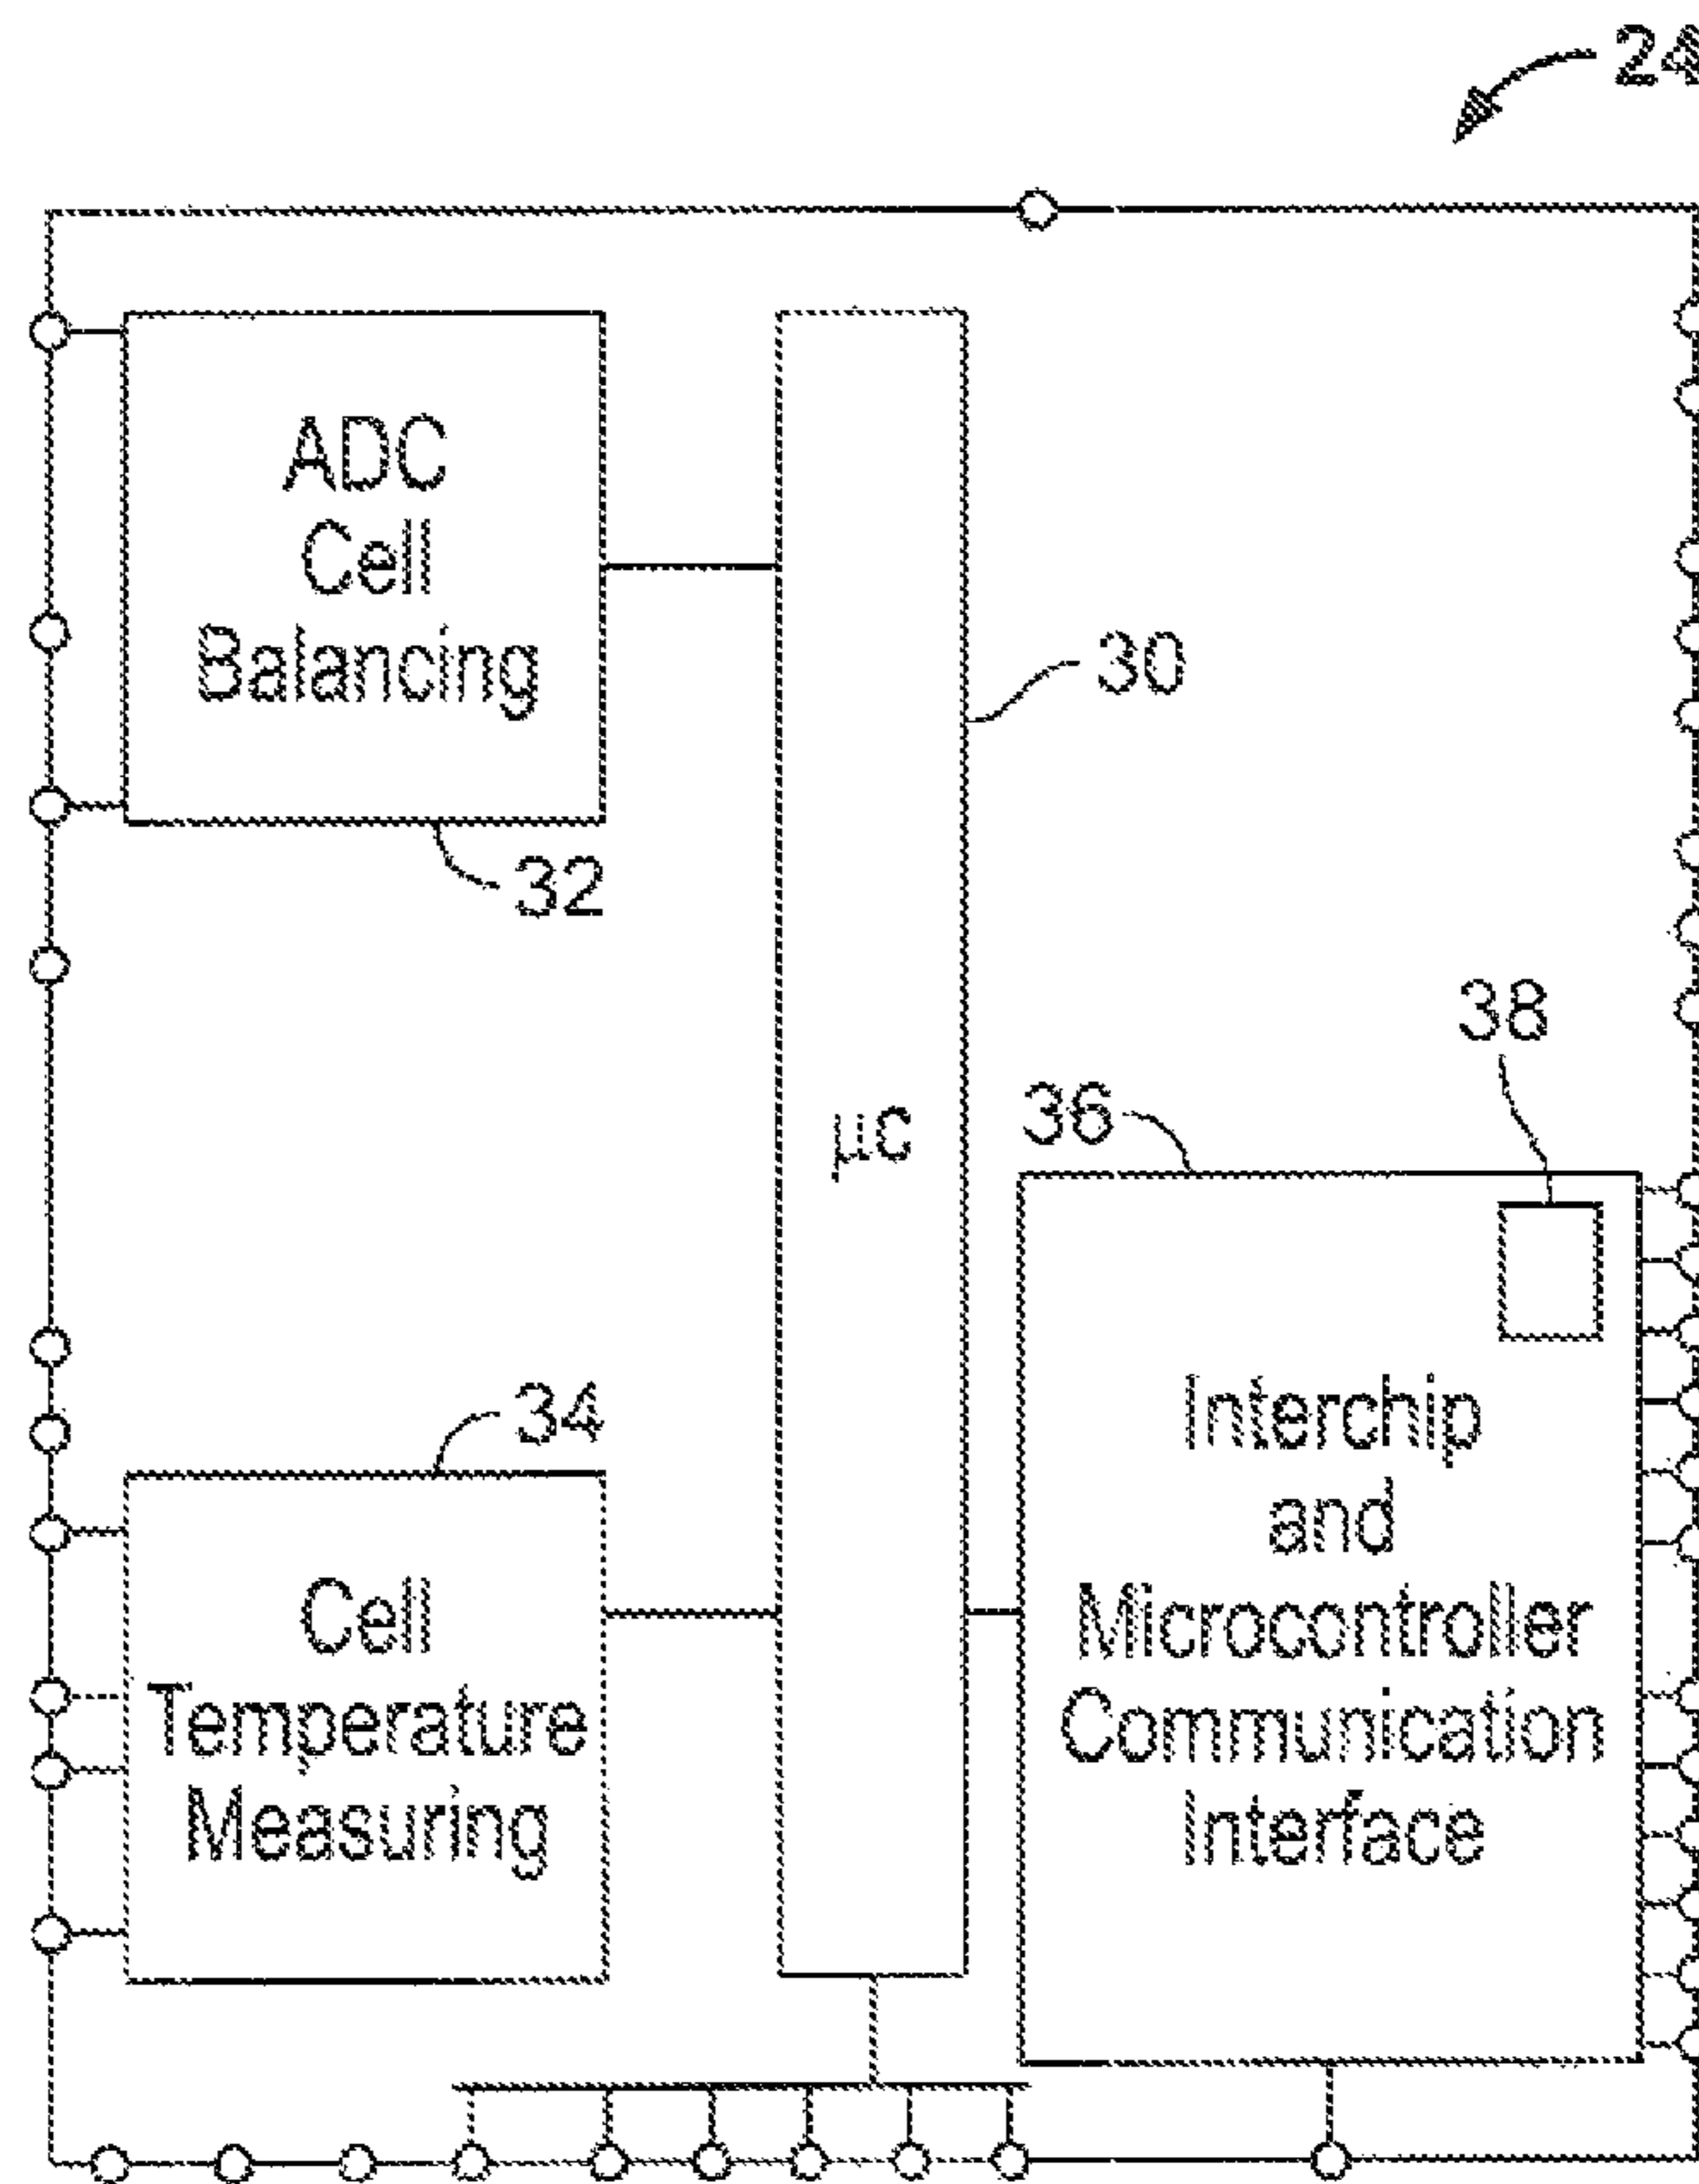 24
ADC
Cell
Balancing
30
32
38
36
µc
34
Interchip
and
Cell
Microcontroller
Temperature
Communication
Measuring
Interface